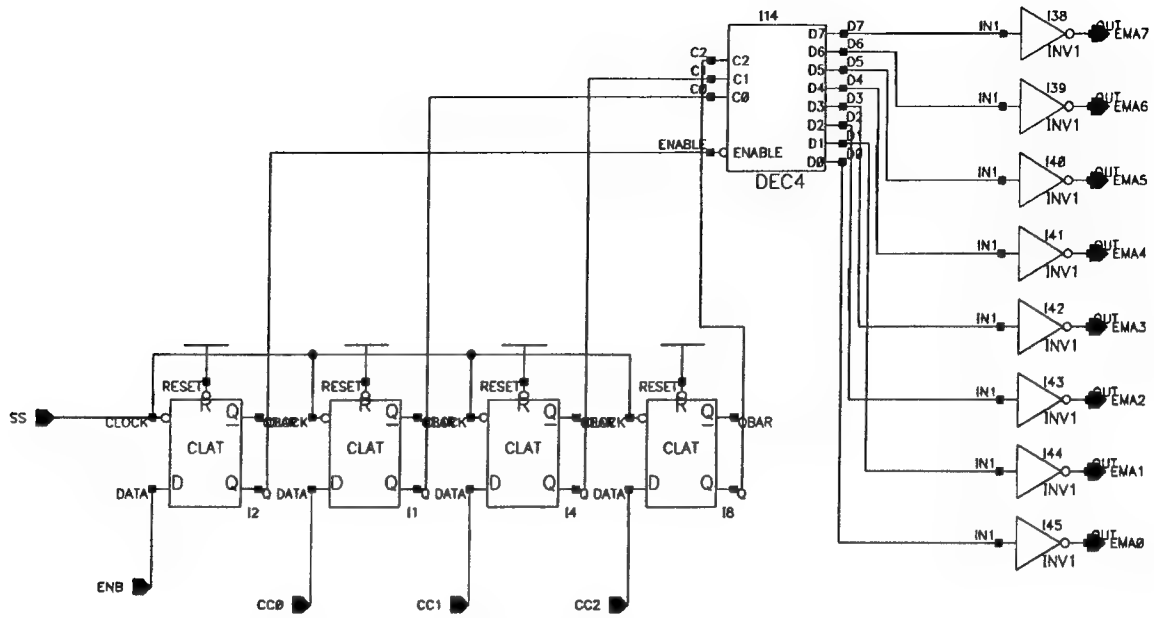 I14
C2 C2
C1 C1
C0 C0
ENABLE ENABLE
DEC4
D7 D7
D6 D6
D5 D5
D4 D4
D3 D3
D2 D2
D1 D1
D0 D0
IN1 I38 INV1 OUT EMA7
IN1 I39 INV1 OUT EMA6
IN1 I40 INV1 OUT EMA5
IN1 I41 INV1 OUT EMA4
IN1 I42 INV1 OUT EMA3
IN1 I43 INV1 OUT EMA2
IN1 I44 INV1 OUT EMA1
IN1 I45 INV1 OUT EMA0
RESET RESET RESET RESET
R R R R
SS CLOCK Q Q Q Q QBAR
CLAT CLAT CLAT CLAT
DATA D Q Q DATA D Q Q DATA D Q Q DATA D Q Q
I2 I1 I4 I8
ENB CC0 CC1 CC2